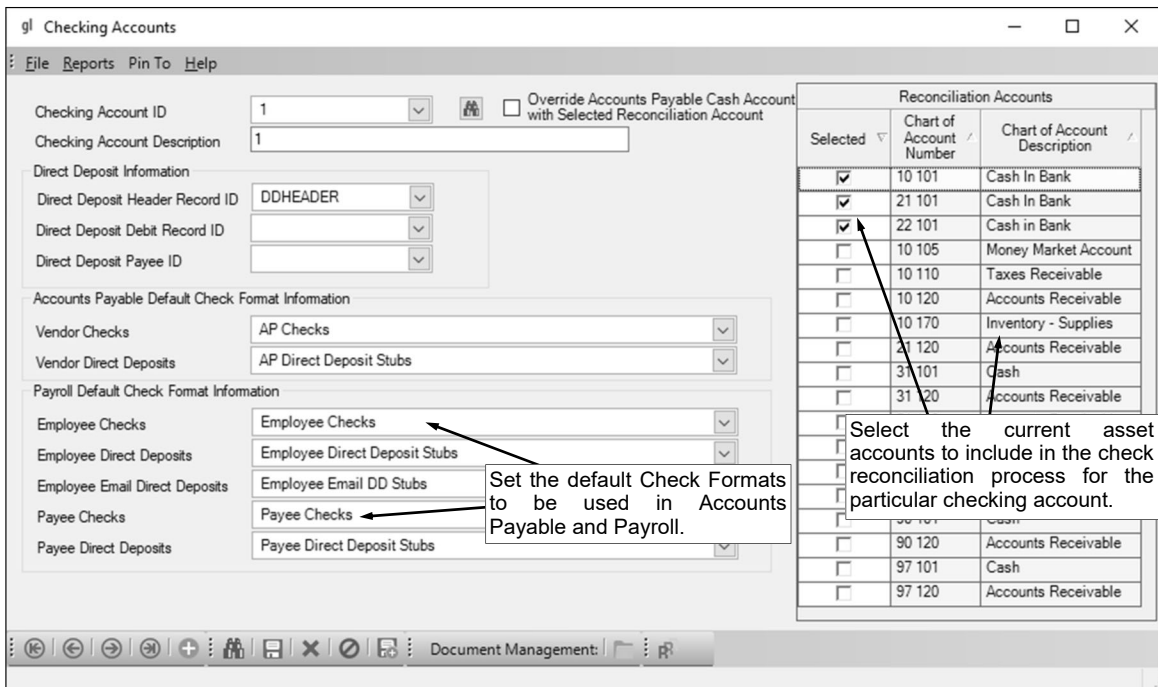 gl Checking Accounts
File Reports Pin To Help
Checking Account ID 1
Override Accounts Payable Cash Account
with Selected Reconciliation Account
Checking Account Description 1
Direct Deposit Information
Direct Deposit Header Record ID DDHEADER
Direct Deposit Debit Record ID
Direct Deposit Payee ID
Accounts Payable Default Check Format Information
Vendor Checks AP Checks
Vendor Direct Deposits AP Direct Deposit Stubs
Payroll Default Check Format Information
Employee Checks Employee Checks
Employee Direct Deposits Employee Direct Deposit Stubs
Employee Email Direct Deposits Employee Email DD Stubs
Payee Checks Payee Checks
Payee Direct Deposits Payee Direct Deposit Stubs
Set the default Check Formats
to be used in Accounts
Payable and Payroll.
Reconciliation Accounts
Selected
Chart of
Account
Number
Chart of Account
Description
10 101 Cash In Bank
21 101 Cash In Bank
22 101 Cash in Bank
10 105 Money Market Account
10 110 Taxes Receivable
10 120 Accounts Receivable
10 170 Inventory - Supplies
21 120 Accounts Receivable
31 101 Cash
31 120 Accounts Receivable
Select the current asset
accounts to include in the check
reconciliation process for the
particular checking account.
90 120 Accounts Receivable
97 101 Cash
97 120 Accounts Receivable
Document Management: